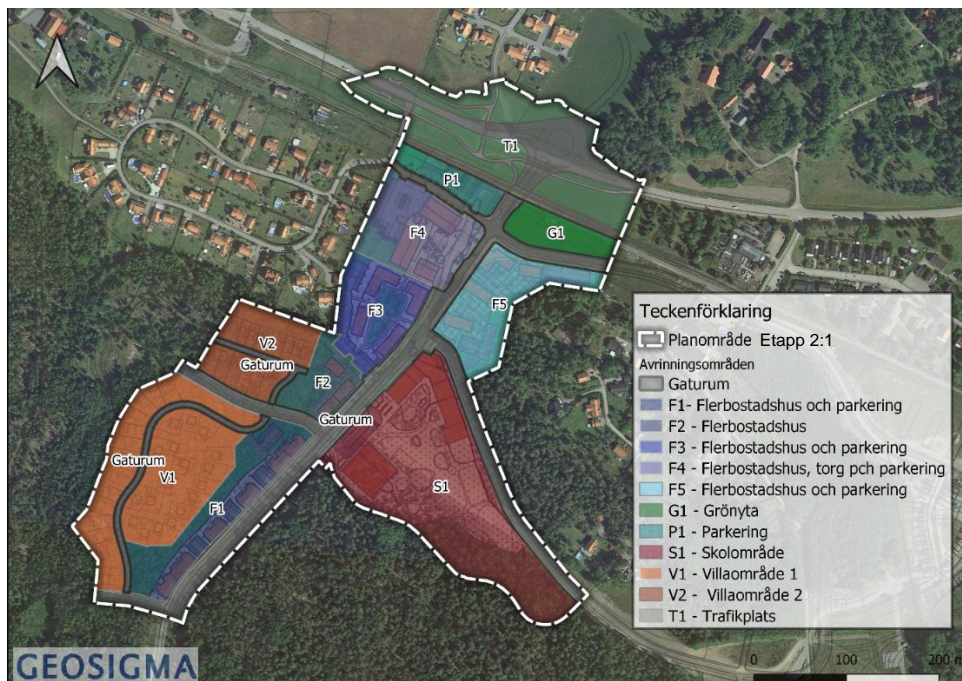 T1
P1
G1
F4
F5
F3
V2
Gaturum
F2
Gaturum
Gaturum
V1
F1
S1
Teckenförklaring
Planområde Etapp 2:1
Avrinningsområden
Gaturum
F1- Flerbostadshus och parkering
F2 - Flerbostadshus
F3 - Flerbostadshus och parkering
F4 - Flerbostadshus, torg pch parkering
F5 - Flerbostadshus och parkering
G1 - Grönyta
P1 - Parkering
S1 - Skolområde
V1 - Villaområde 1
V2 - Villaområde 2
T1 - Trafikplats
0 100 200 m
GEOSIGMA